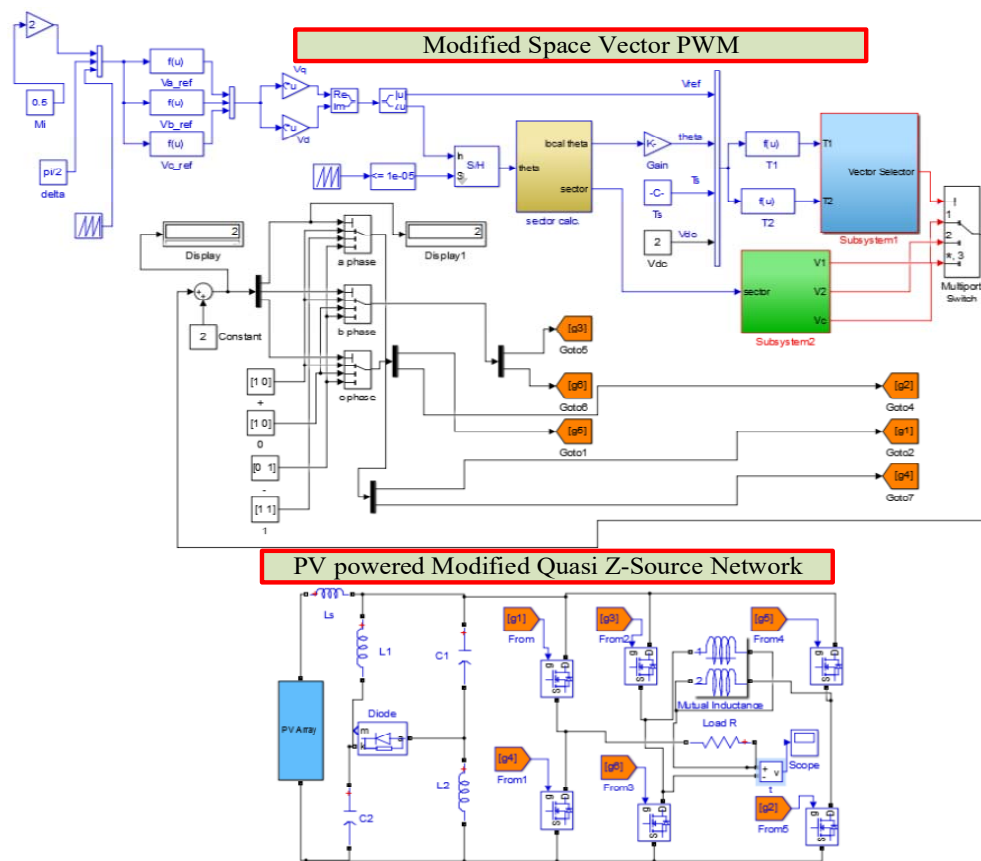 Modified Space Vector PWM
2
0.5
Mi
pi/2
delta
f(u)
Va_ref
f(u)
Vb_ref
f(u)
Vc_ref
Vq
u
Vd
u
Re
Im
|u|
<= 1e-05
In
S
S/H
theta
local theta
sector
sector calc.
Vref
K-
Gain
theta
-C-
Ts
Ts
2
Vdc
Vdc
f(u)
T1
f(u)
T2
T1
T2
Vector Selector
Subsystem1
sector
V1
V2
Vc
Subsystem2
1
2
*, 3
Multiport
Switch
2
Display
2
Display1
a phase
b phase
c phase
2
Constant
[1 0]
+
[1 0]
0
[0 1]
-
[1 1]
1
[g3]
Goto5
[g6]
Goto6
[g5]
Goto1
[g2]
Goto4
[g1]
Goto2
[g4]
Goto7
PV powered Modified Quasi Z-Source Network
Ls
L1
C1
PV Array
Diode
m
k
a
C2
L2
[g1]
From
g
D
S
[g3]
From2
g
D
S
[g5]
From4
g
D
S
1
2
Mutual Inductance
Load R
+
-
v
t
Scope
[g4]
From1
g
D
S
[g6]
From3
g
D
S
[g2]
From5
g
D
S